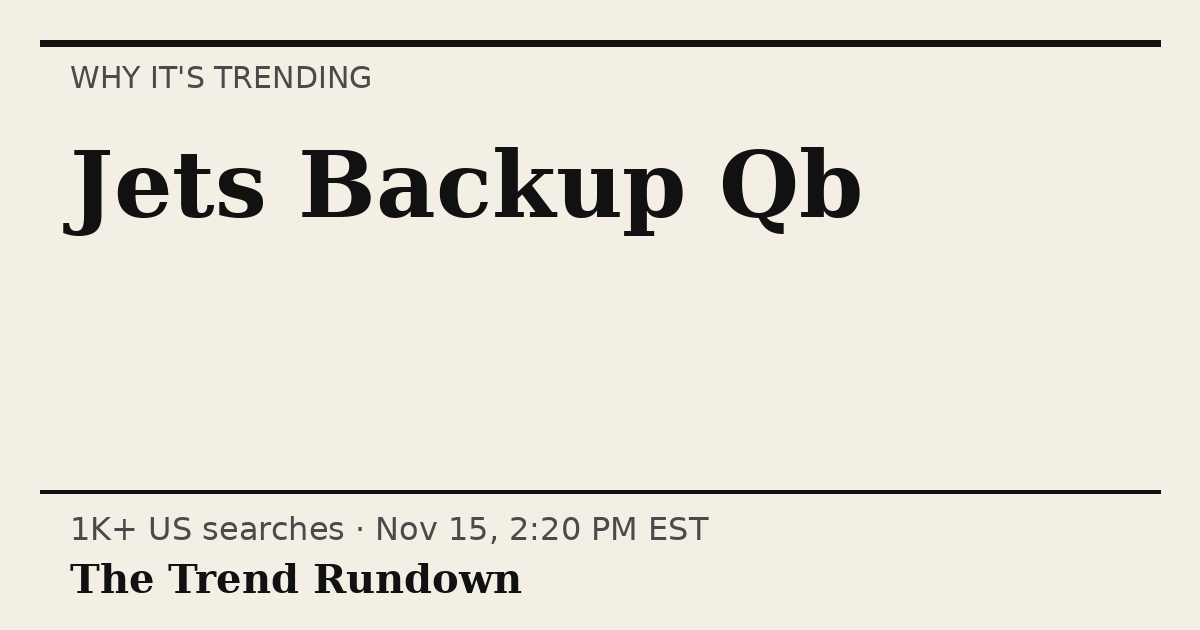 WHY IT'S TRENDING
Jets Backup Qb
1K+ US searches · Nov 15, 2:20 PM EST
The Trend Rundown